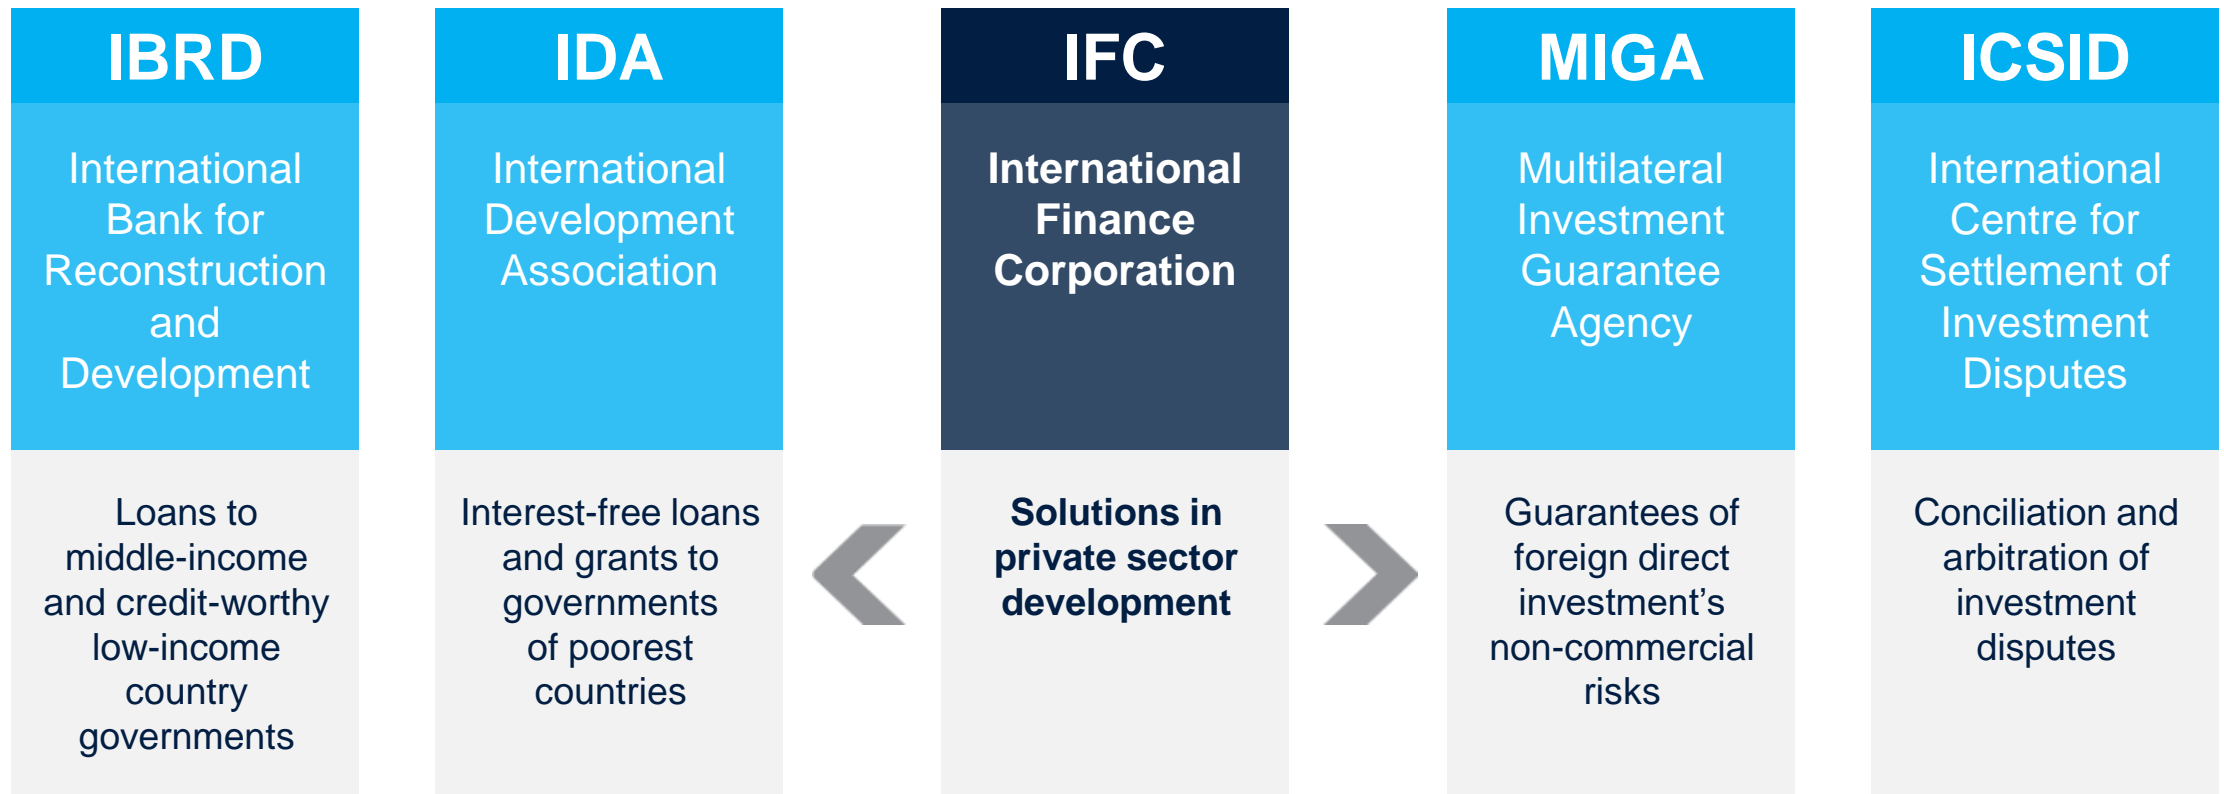 IBRD
International
Bank for
Reconstruction
and
Development
Loans to
middle-income
and credit-worthy
low-income
country
governments
IDA
International
Development
Association
Interest-free loans
and grants to
governments
of poorest
countries
IFC
International
Finance
Corporation
Solutions in
private sector
development
MIGA
Multilateral
Investment
Guarantee
Agency
Guarantees of
foreign direct
investment’s
non-commercial
risks
ICSID
International
Centre for
Settlement of
Investment
Disputes
Conciliation and
arbitration of
investment
disputes